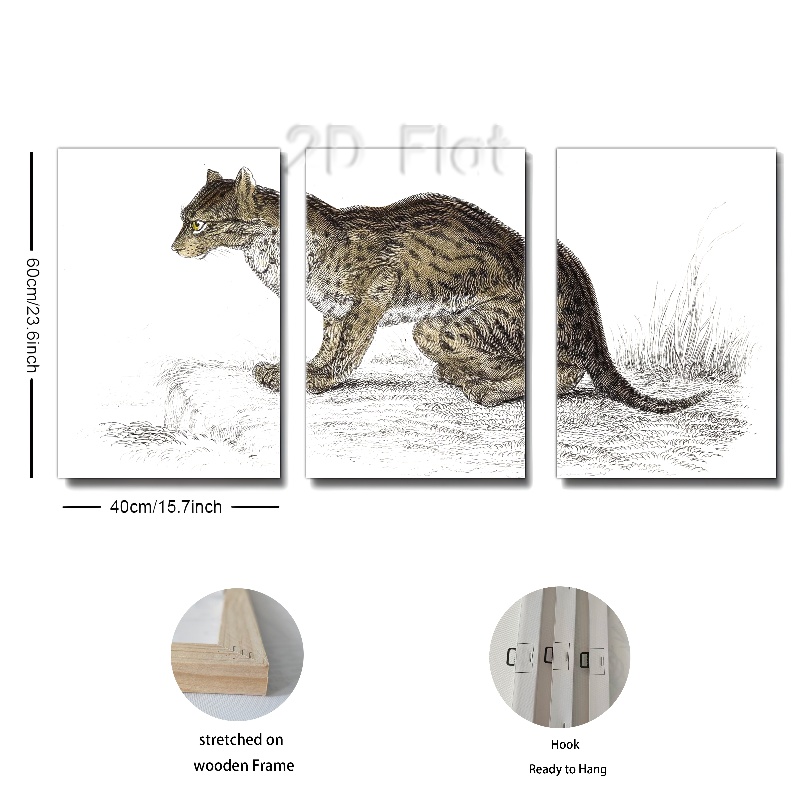 2D Flat
60cm/23.6inch
40cm/15.7inch
stretched on
wooden Frame
Hook
Ready to Hang